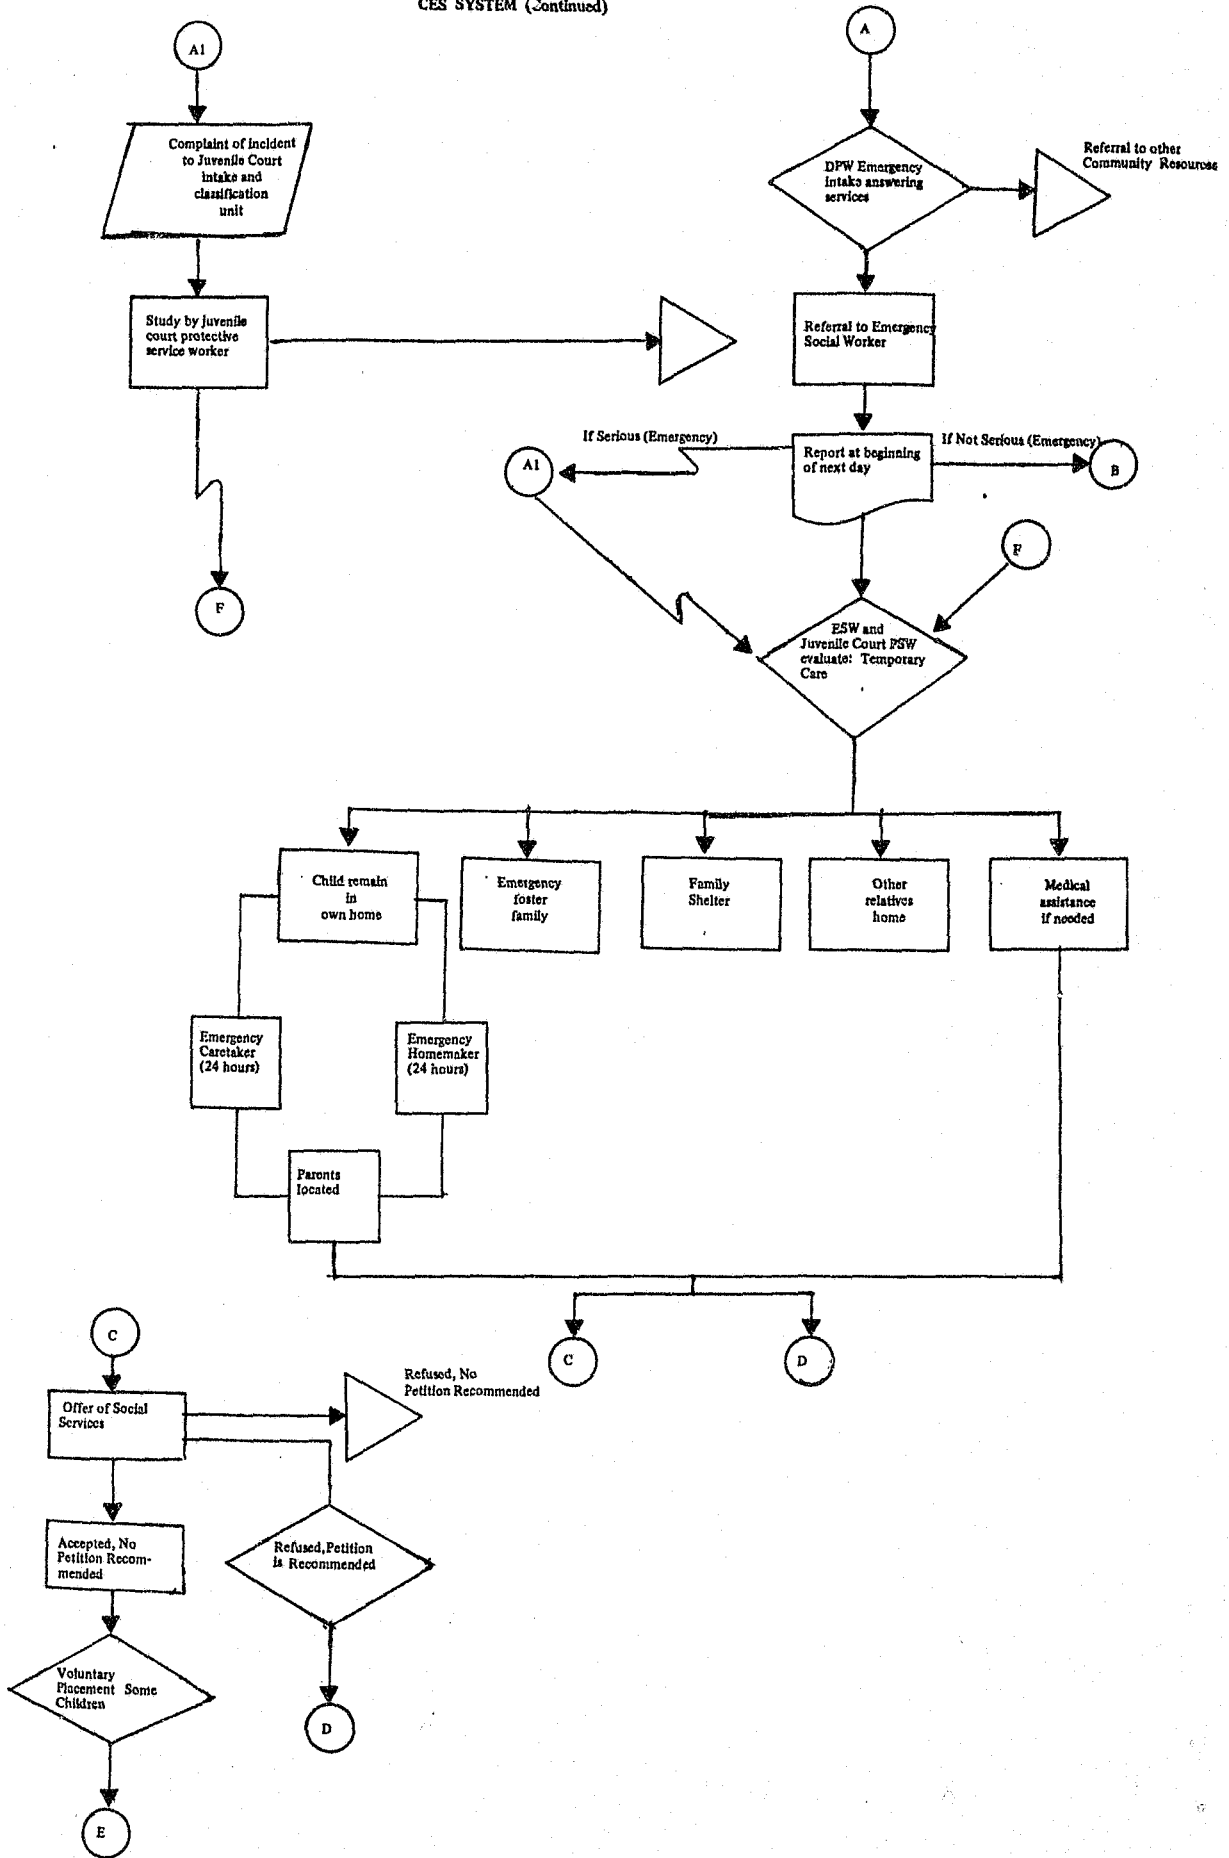 CES SYSTEM (Continued)
A1
Complaint of incident
to Juvenile Court
intake and
classification
unit
Study by juvenile
court protective
service worker
F
A
DPW Emergency
intake answering
services
Referral to other
Community Resources
Referral to Emergency
Social Worker
If Serious (Emergency)
Report at beginning
of next day
If Not Serious (Emergency)
A1
B
F
ESW and
Juvenile Court PSW
evaluate: Temporary
Care
Child remain
in
own home
Emergency
foster
family
Family
Shelter
Other
relatives
home
Medical
assistance
if needed
Emergency
Caretaker
(24 hours)
Emergency
Homemaker
(24 hours)
Parents
located
C
D
C
Offer of Social
Services
Refused, No
Petition Recommended
Accepted, No
Petition Recom-
mended
Refused, Petition
is Recommended
Voluntary
Placement Some
Children
D
E